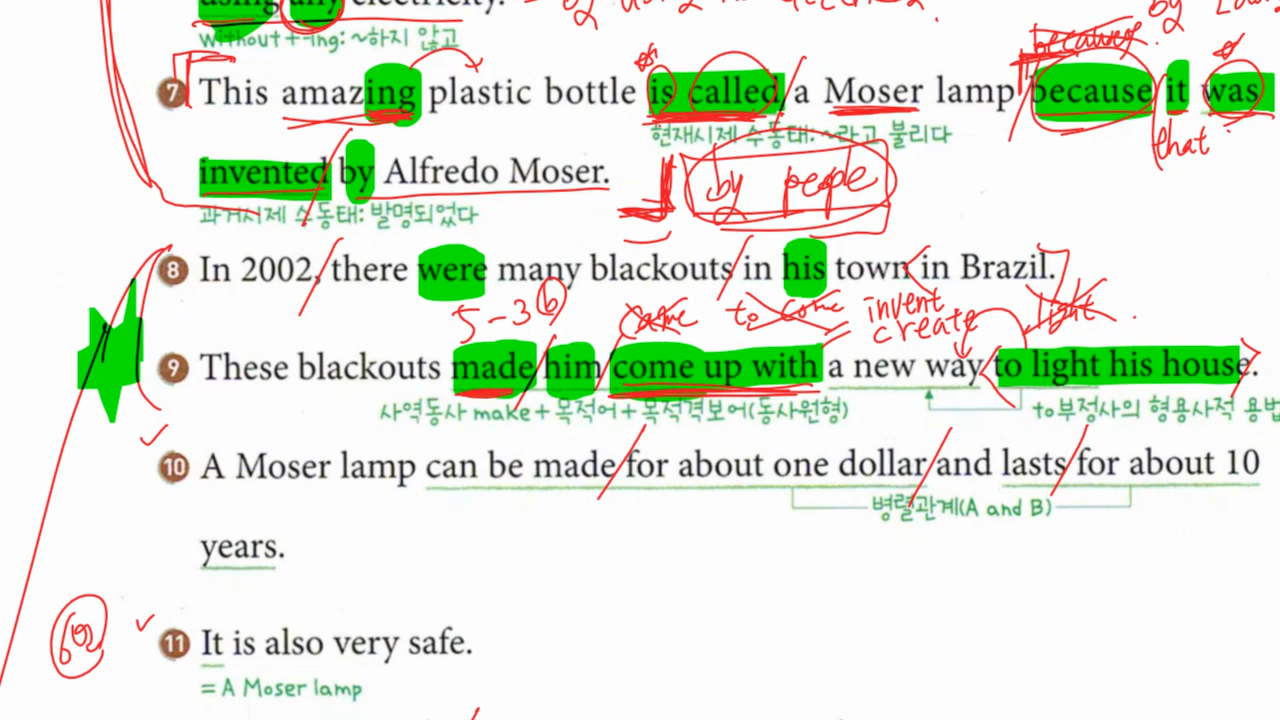 using any electricity.
without + -ing: ~하지 않고
because
7 This amazing plastic bottle is called a Moser lamp because it was
현재시제 수동태: ~라고 불리다
that
invented by Alfredo Moser.
by people
과거시제 수동태: 발명되었다
8 In 2002, there were many blackouts in his town in Brazil.
5-3 ⓑ came to come invent create light
9 These blackouts made him come up with a new way to light his house.
사역동사 make + 목적어 + 목적격보어(동사원형)
to부정사의 형용사적 용법
10 A Moser lamp can be made for about one dollar and lasts for about 10
병렬관계(A and B)
years.
11 It is also very safe.
= A Moser lamp